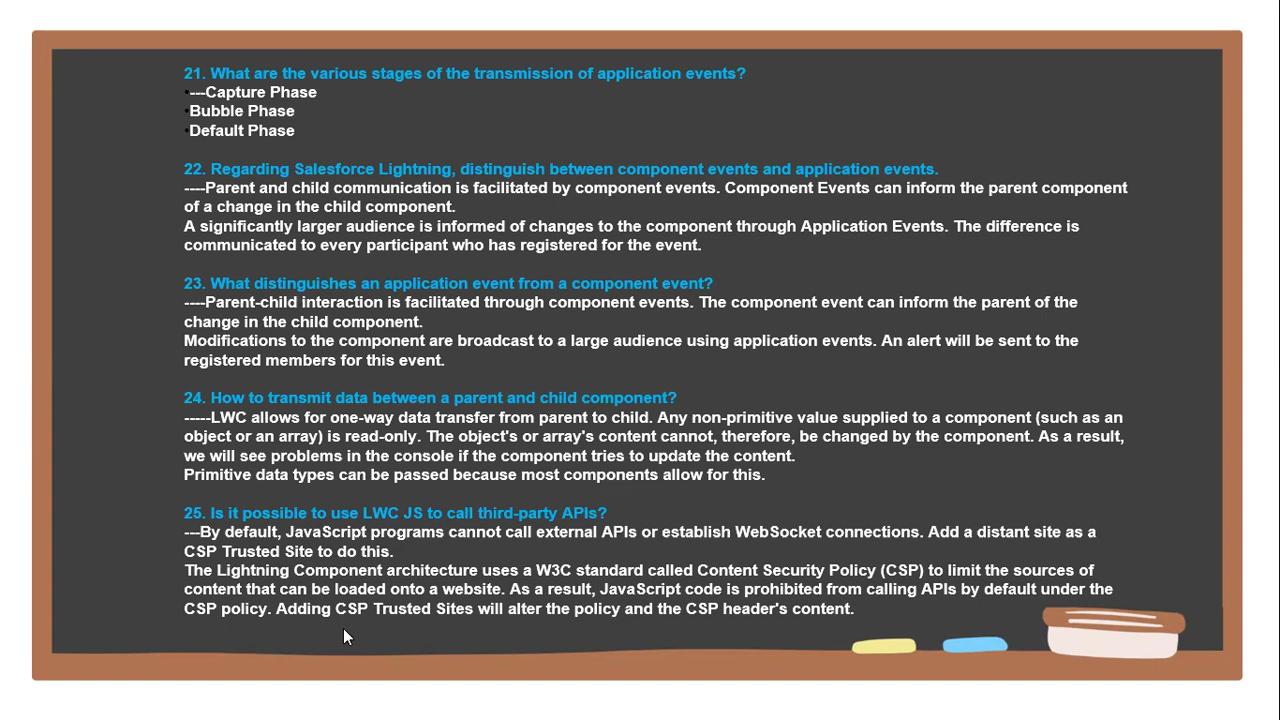 21. What are the various stages of the transmission of application events?
•---Capture Phase
•Bubble Phase
•Default Phase
22. Regarding Salesforce Lightning, distinguish between component events and application events.
----Parent and child communication is facilitated by component events. Component Events can inform the parent component
of a change in the child component.
A significantly larger audience is informed of changes to the component through Application Events. The difference is
communicated to every participant who has registered for the event.
23. What distinguishes an application event from a component event?
----Parent-child interaction is facilitated through component events. The component event can inform the parent of the
change in the child component.
Modifications to the component are broadcast to a large audience using application events. An alert will be sent to the
registered members for this event.
24. How to transmit data between a parent and child component?
-----LWC allows for one-way data transfer from parent to child. Any non-primitive value supplied to a component (such as an
object or an array) is read-only. The object's or array's content cannot, therefore, be changed by the component. As a result,
we will see problems in the console if the component tries to update the content.
Primitive data types can be passed because most components allow for this.
25. Is it possible to use LWC JS to call third-party APIs?
---By default, JavaScript programs cannot call external APIs or establish WebSocket connections. Add a distant site as a
CSP Trusted Site to do this.
The Lightning Component architecture uses a W3C standard called Content Security Policy (CSP) to limit the sources of
content that can be loaded onto a website. As a result, JavaScript code is prohibited from calling APIs by default under the
CSP policy. Adding CSP Trusted Sites will alter the policy and the CSP header's content.